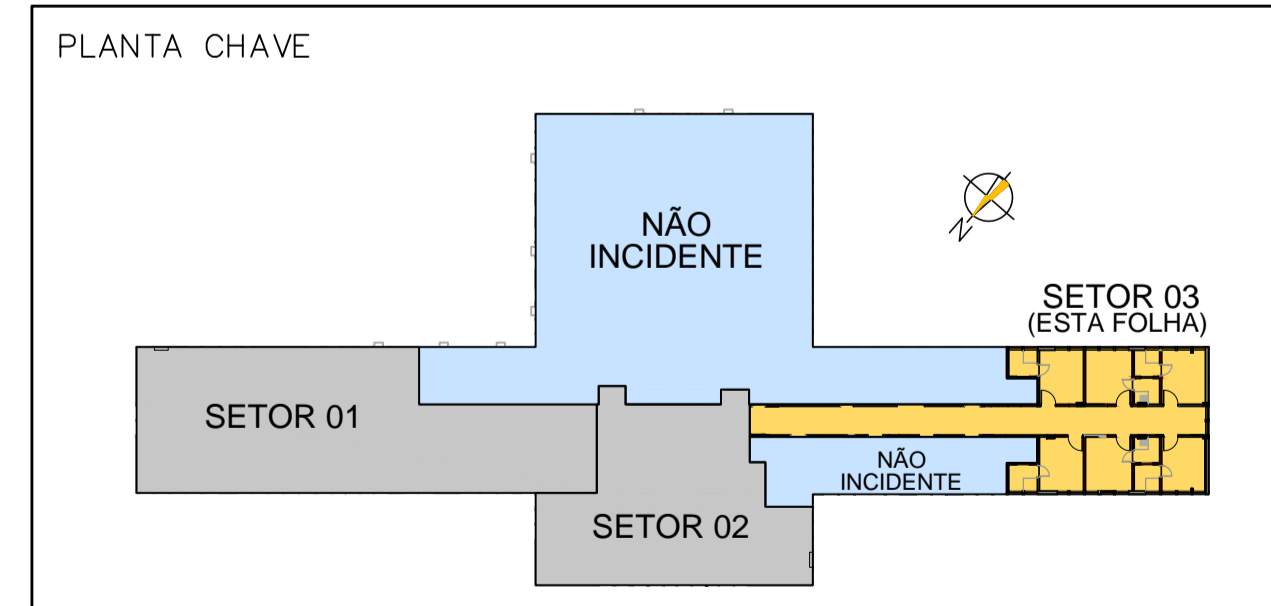 PLANTA CHAVE
NÃO
INCIDENTE
N
SETOR 03
(ESTA FOLHA)
SETOR 01
NÃO
INCIDENTE
SETOR 02